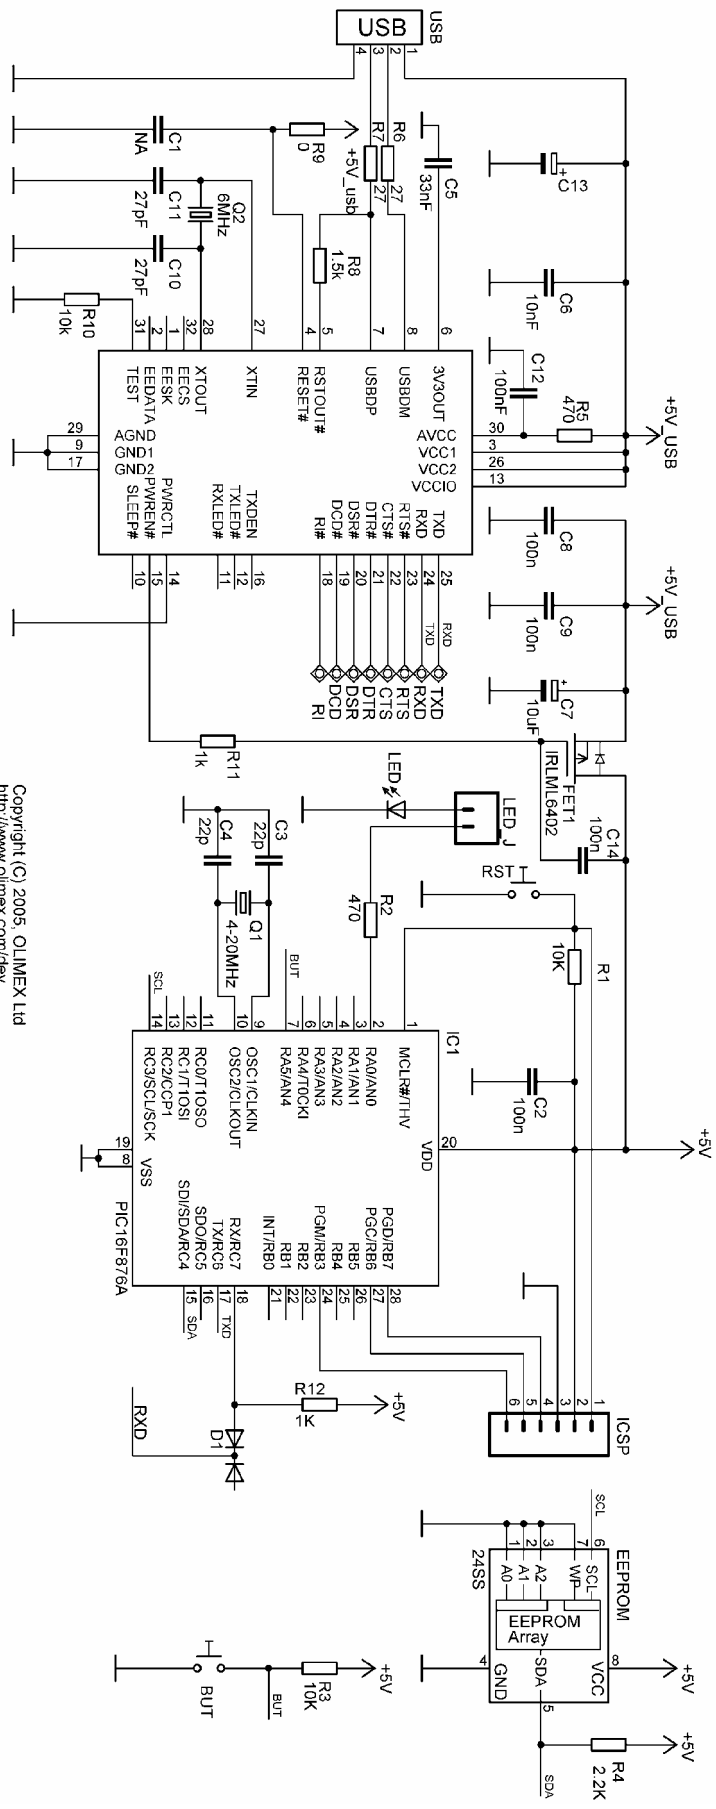 USB
USB
1
2
3
4
R6
27
R7
27
+5V_usb
R9
0
C1
NA
C11
27pF
Q2
6MHz
C10
27pF
R10
10k
R8
1.5k
C5
33nF
C13
+
C6
10nF
C12
100nF
R5
470
+5V_USB
6
8
7
5
4
27
28
32
1
2
31
3V3OUT
USBDM
USBDP
RSTOUT#
RESET#
XTIN
XTOUT
EECS
EESK
EEDATA
TEST
30
3
26
13
AVCC
VCC1
VCC2
VCCIO
29
9
17
AGND
GND1
GND2
TXD
RXD
RTS#
CTS#
DTR#
DSR#
DCD#
RI#
TXDEN
TXLED#
RXLED#
PWRCTL
PWREN#
SLEEP#
25
24
23
22
21
20
19
18
16
12
11
14
15
10
RXD
TXD
TXD
RXD
RTS
CTS
DTR
DSR
DCD
RI
C8
100n
C9
100n
+5V_USB
C7
10uF
+
FET1
IRLML6402
C14
100n
R11
1k
LED
LED_J
RST
R1
10K
R2
470
C3
22p
C4
22p
Q1
4-20MHz
C2
100n
+5V
IC1
BUT
SCL
1
2
3
4
5
6
7
9
10
11
12
13
14
MCLR#/THV
RA0/AN0
RA1/AN1
RA2/AN2
RA3/AN3
RA4/T0CKI
RA5/AN4
OSC1/CLKIN
OSC2/CLKOUT
RC0/T1OSO
RC1/T1OSI
RC2/CCP1
RC3/SCL/SCK
VDD
20
VSS
19
8
PGD/RB7
PGC/RB6
RB5
RB4
PGM/RB3
RB2
RB1
INT/RB0
RX/RC7
TX/RC6
SDO/RC5
SDI/SDA/RC4
28
27
26
25
24
23
22
21
18
17
16
15
TXD
SDA
PIC16F876A
R12
1K
+5V
D1
RXD
ICSP
1
2
3
4
5
6
EEPROM
24SS
SCL
6
7
3
2
1
SCL
WP
A2
A1
A0
EEPROM
Array
SDA
VCC
GND
8
4
5
+5V
+5V
R4
2.2K
SDA
+5V
R3
10K
BUT
BUT
Copyright (C) 2005, OLIMEX Ltd
http://www.olimex.com/dev